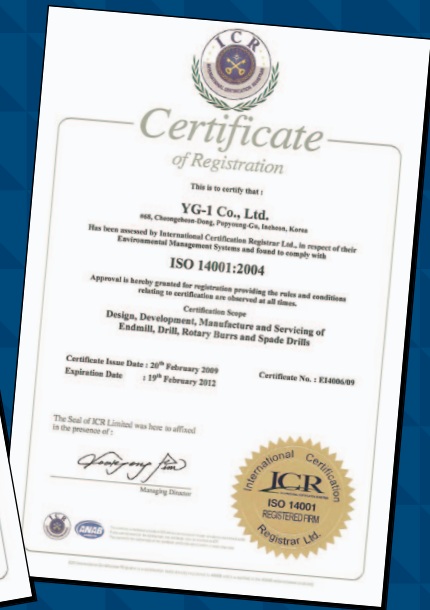 ICR
Certificate
of Registration
This is to certify that :
YG-1 Co., Ltd.
#68, Cheongcheon-Dong, Pupyoung-Gu, Incheon, Korea
Has been assessed by International Certification Registrar Ltd., in respect of their
Environmental Management Systems and found to comply with
ISO 14001:2004
Approval is hereby granted for registration providing the rules and conditions
relating to certification are observed at all times.
Certification Scope
Design, Development, Manufacture and Servicing of
Endmill, Drill, Rotary Burrs and Spade Drills
Certificate Issue Date : 20th February 2009
Expiration Date : 19th February 2012
Certificate No. : EI4006/09
The Seal of ICR Limited was here to affixed
in the presence of :
Managing Director
ANAB
International Certification
ICR
ISO 14001
REGISTERED FIRM
Registrar Ltd.